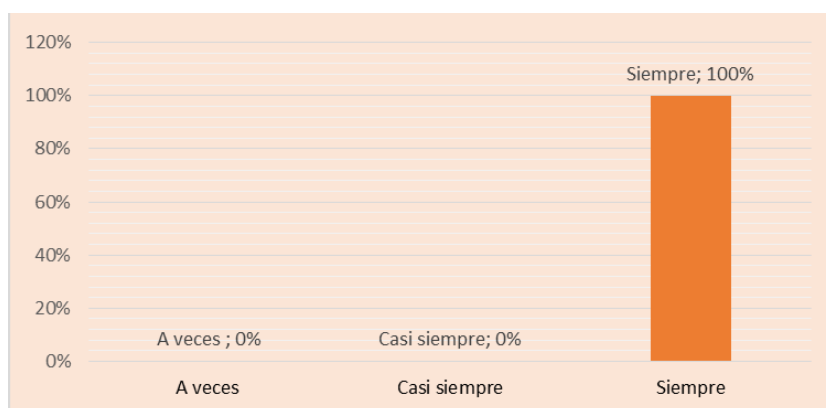 120%
Siempre; 100%
100%
80%
60%
40%
20%
A veces ; 0%
Casi siempre; 0%
0%
A veces
Casi siempre
Siempre